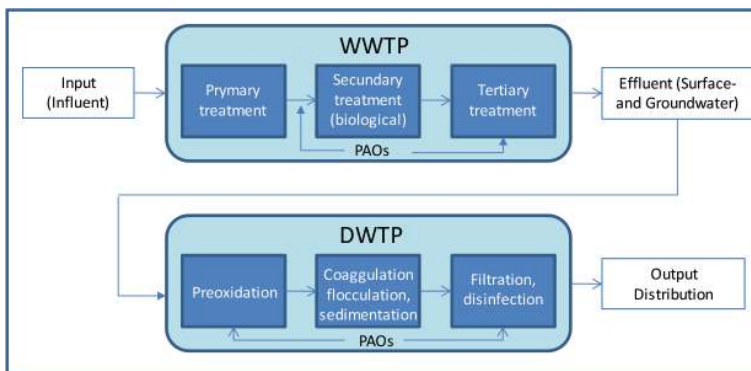 WWTP
Input
(Influent)
Prymary
treatment
Secundary
treatment
(biological)
Tertiary
treatment
Effluent (Surface-
and Groundwater)
PAOs
DWTP
Preoxidation
Coaggulation
flocculation,
sedimentation
Filtration,
disinfection
Output
Distribution
PAOs